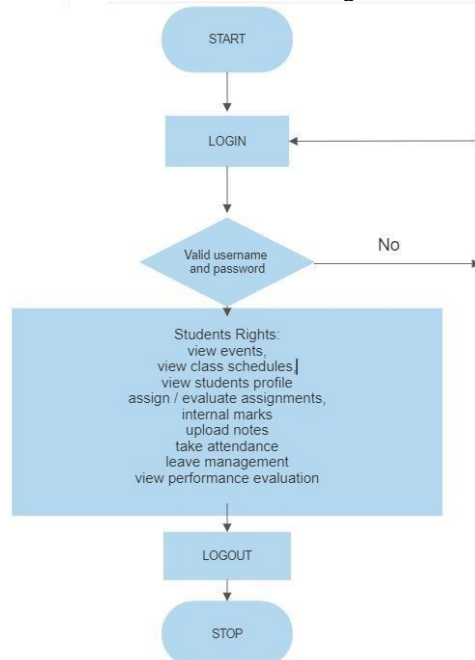 START
LOGIN
Valid username
and password
No
Students Rights:
view events,
view class schedules,
view students profile
assign / evaluate assignments,
internal marks
upload notes
take attendance
leave management
view performance evaluation
LOGOUT
STOP